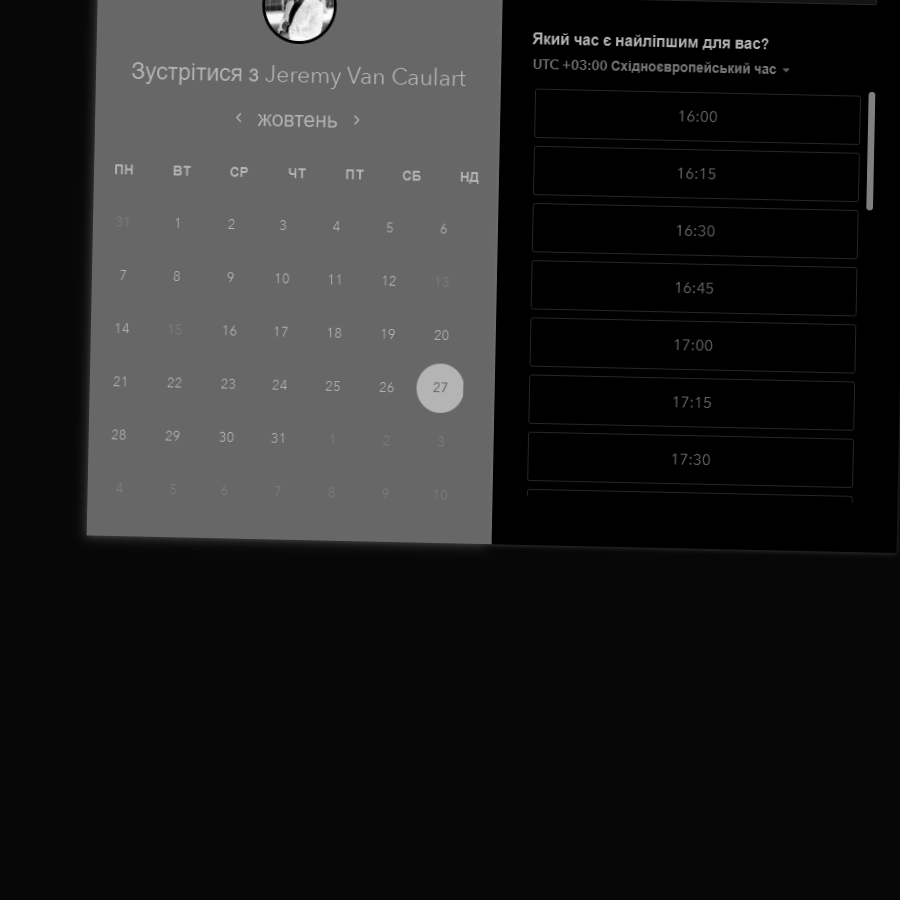 Зустрітися з Jeremy Van Caulart
жовтень
ПН ВТ СР ЧТ ПТ СБ НД
31 1 2 3 4 5 6
7 8 9 10 11 12 13
14 15 16 17 18 19 20
21 22 23 24 25 26 27
28 29 30 31 1 2 3
4 5 6 7 8 9 10
Який час є найліпшим для вас?
UTC +03:00 Східноєвропейський час
16:00
16:15
16:30
16:45
17:00
17:15
17:30